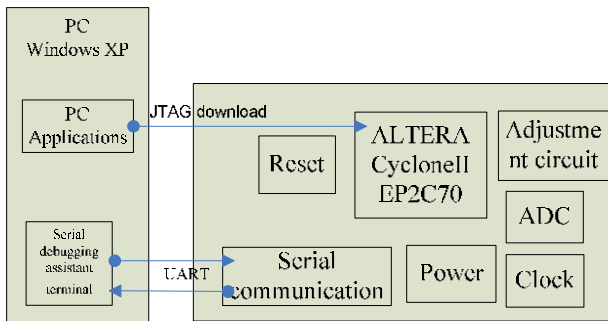 PC
Windows XP
PC
Applications
JTAG download
ALTERA
CycloneII
EP2C70
Adjustme
nt circuit
Reset
ADC
Serial
debugging
assistant
terminal
UART
Serial
communication
Power
Clock